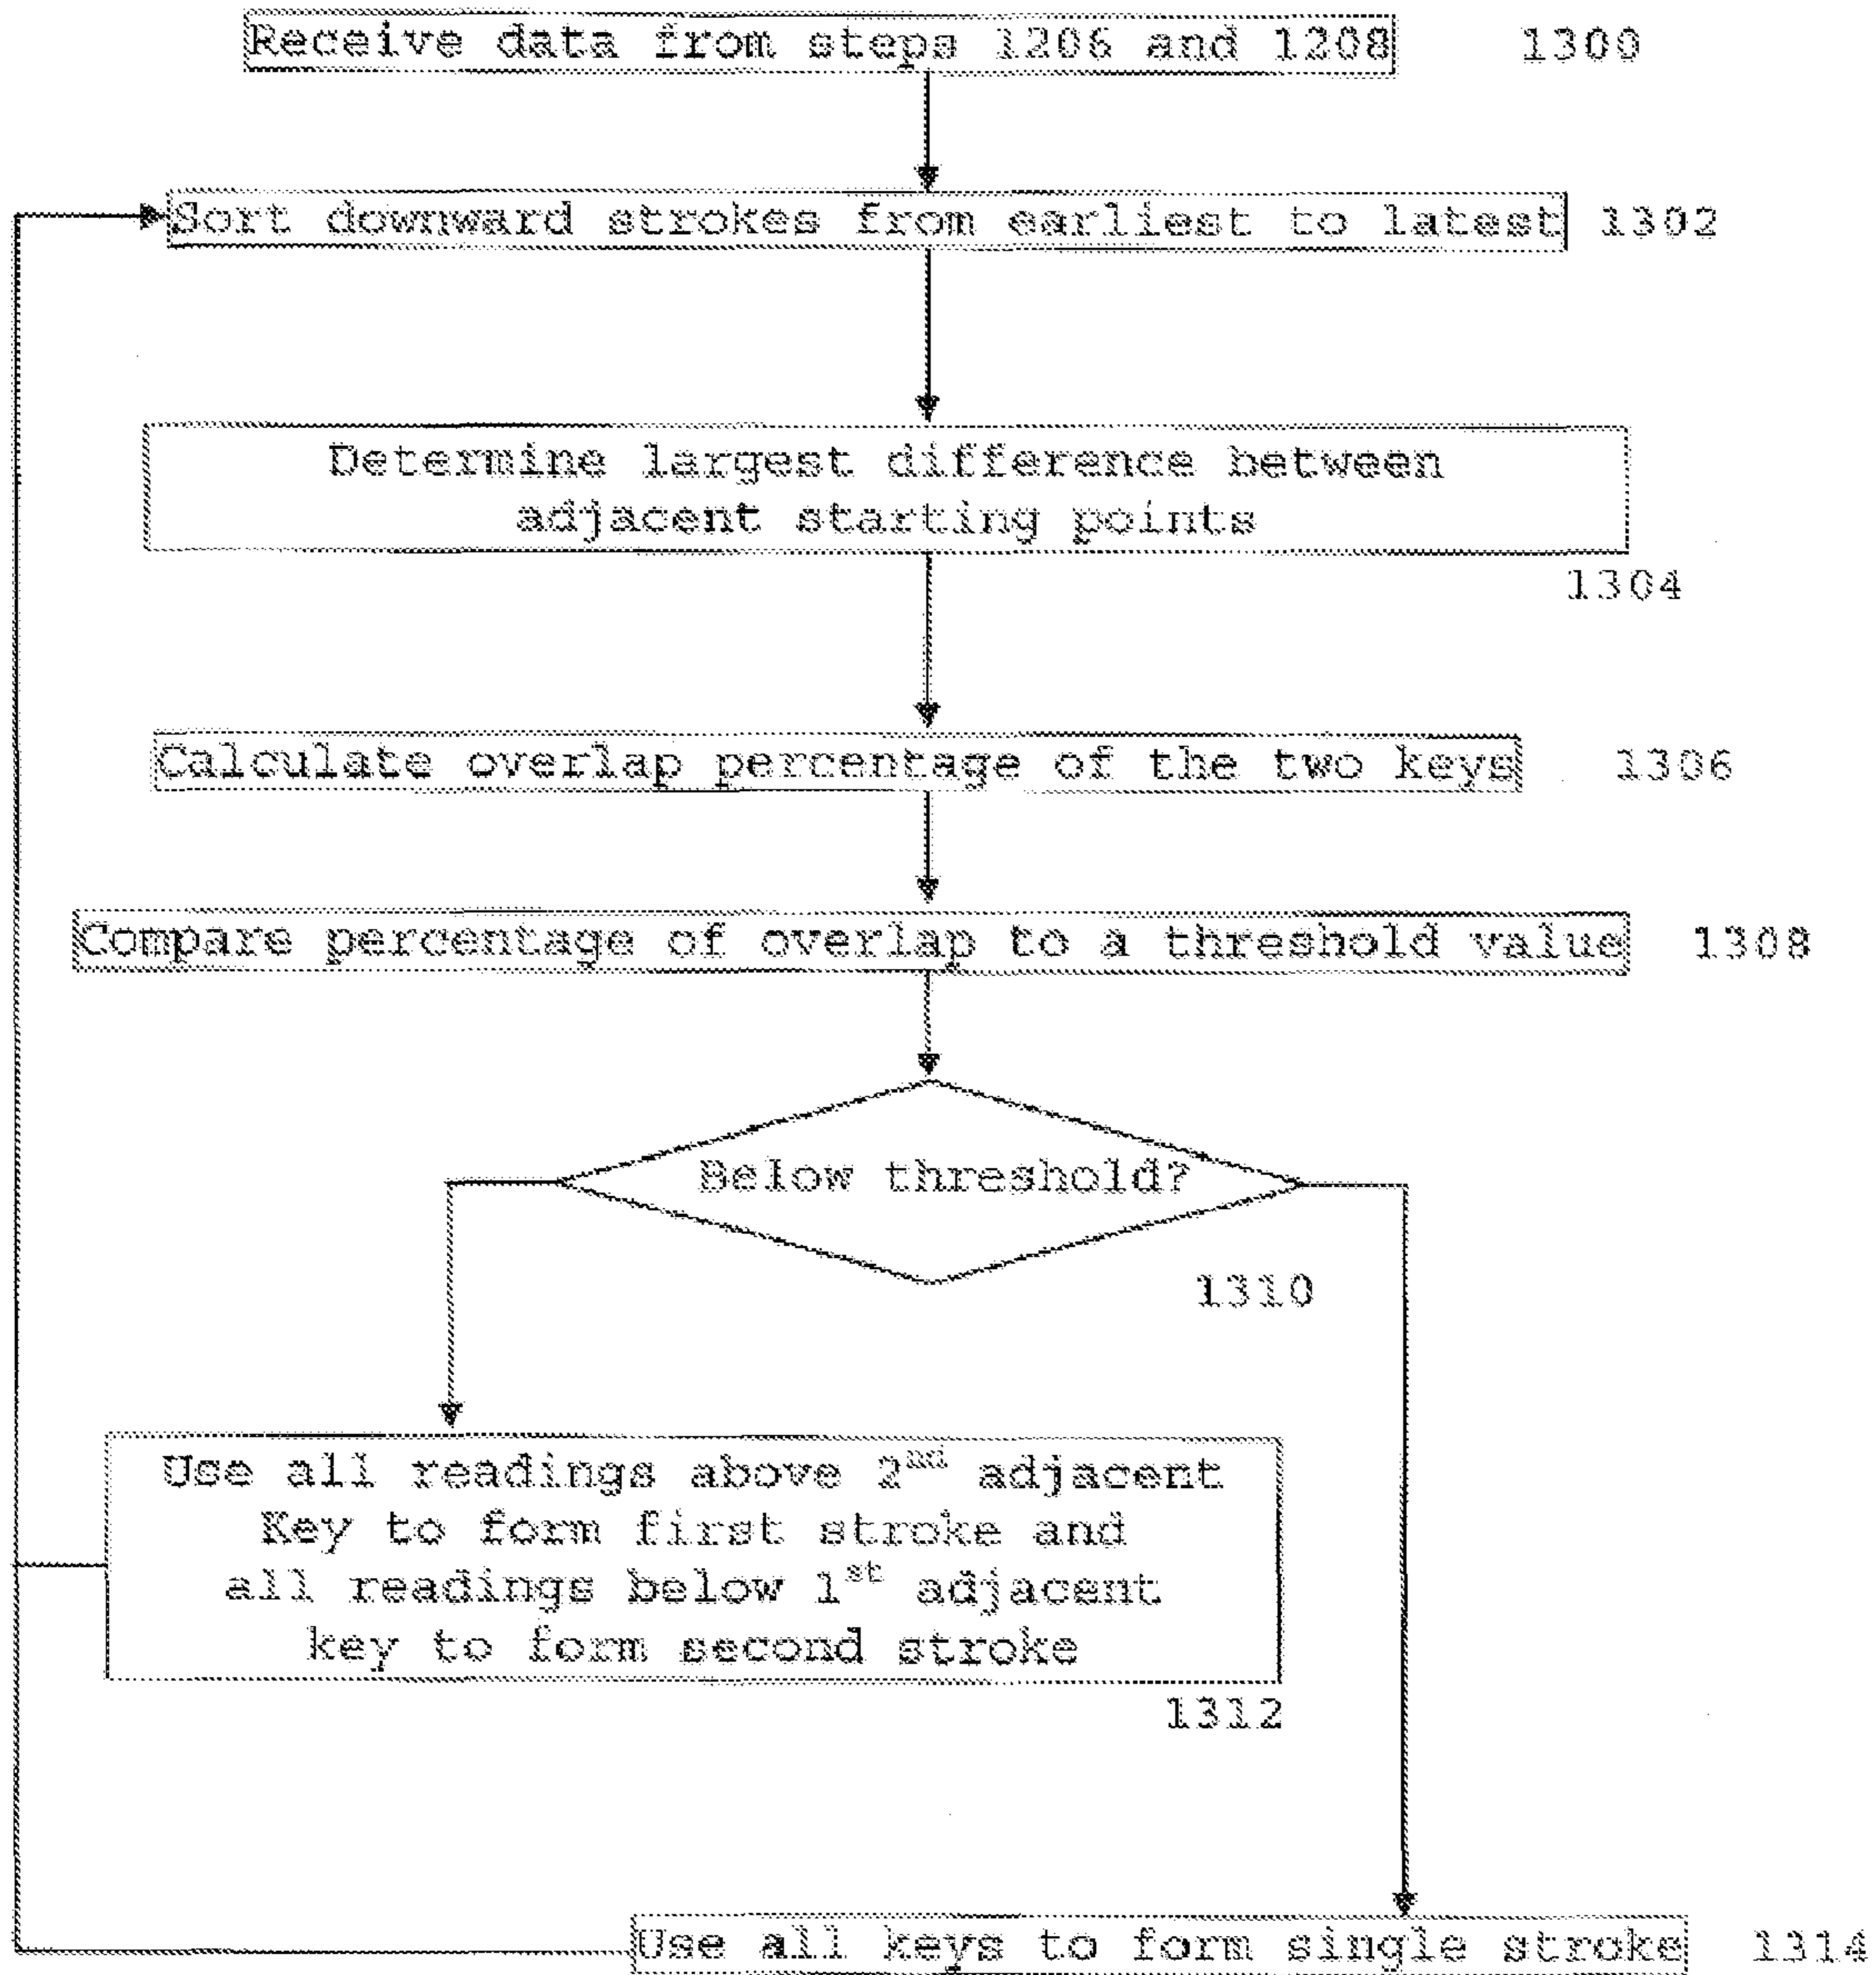 Receive data from steps 1206 and 1208 1300
Sort downward strokes from earliest to latest 1302
Determine largest difference between
adjacent starting points
1304
Calculate overlap percentage of the two keys 1306
Compare percentage of overlap to a threshold value 1308
Below threshold?
1310
Use all readings above 2nd adjacent
Key to form first stroke and
all readings below 1st adjacent
key to form second stroke
1312
Use all keys to form single stroke 1314